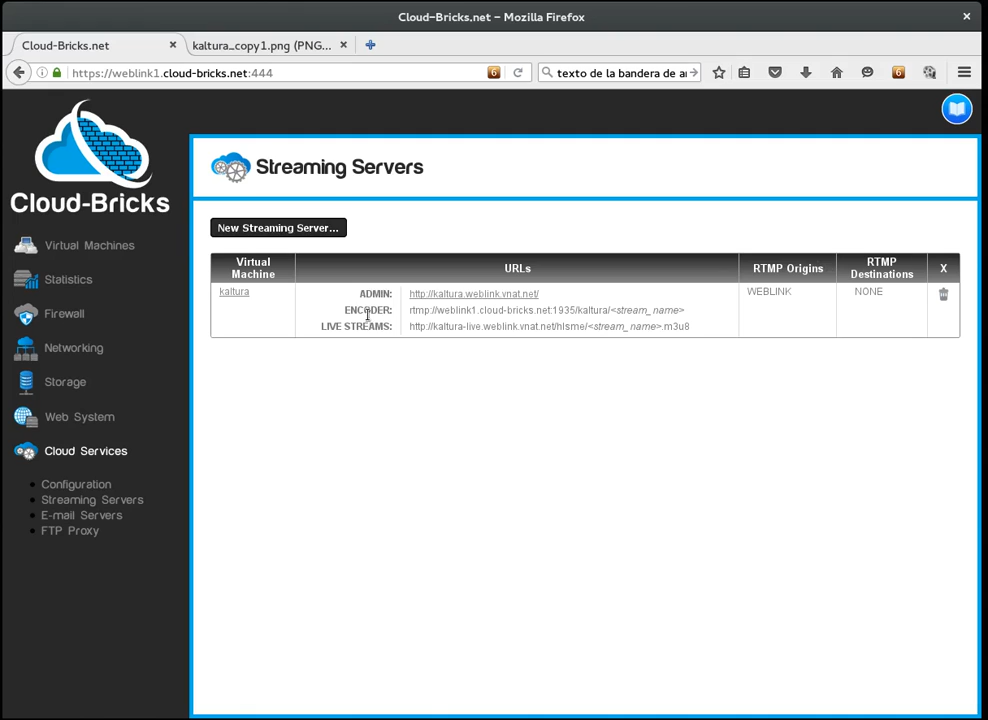 Cloud-Bricks.net - Mozilla Firefox
Cloud-Bricks.net
kaltura_copy1.png (PNG...
https://weblink1.cloud-bricks.net:444
6
texto de la bandera de ar
6
Cloud-Bricks
Virtual Machines
Statistics
Firewall
Networking
Storage
Web System
Cloud Services
Configuration
Streaming Servers
E-mail Servers
FTP Proxy
Streaming Servers
New Streaming Server...
Virtual Machine URLs RTMP Origins RTMP Destinations X
kaltura
ADMIN: http://kaltura.weblink.vnat.net/
ENCODER: rtmp://weblink1.cloud-bricks.net:1935/kaltura/<stream_name>
LIVE STREAMS: http://kaltura-live.weblink.vnat.net/hlsme/<stream_name>.m3u8
WEBLINK
NONE